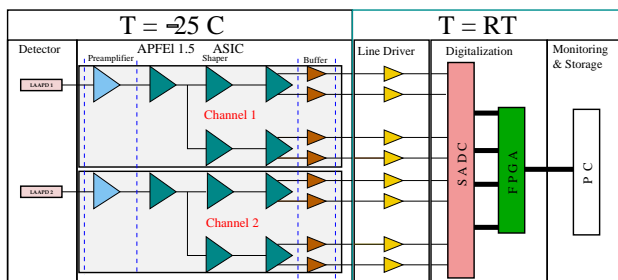 T = -25 C
T = RT
Detector
APFEl 1.5 ASIC
Line Driver
Digitalization
Monitoring
& Storage
Preamplifier
Shaper
Buffer
LAAPD 1
Channel 1
SADC
FPGA
PC
LAAPD 2
Channel 2